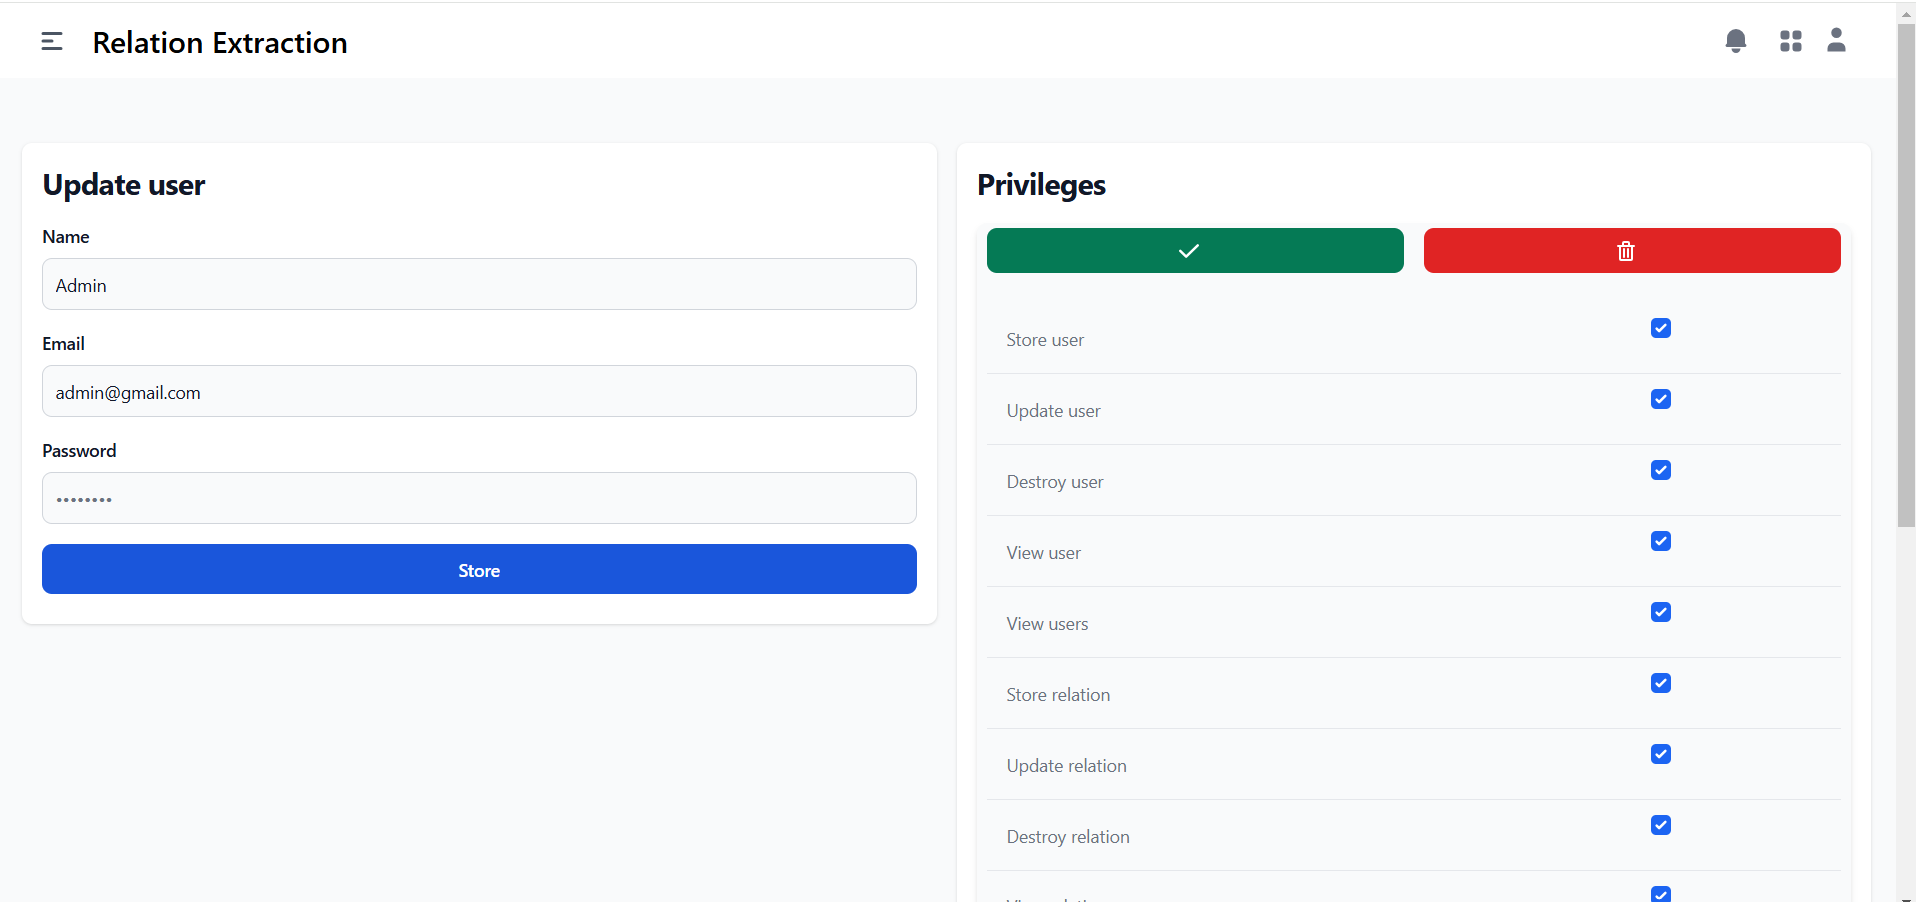 Relation Extraction
Update user
Name
Admin
Email
admin@gmail.com
Password
••••••••
Store
Privileges
Store user
Update user
Destroy user
View user
View users
Store relation
Update relation
Destroy relation